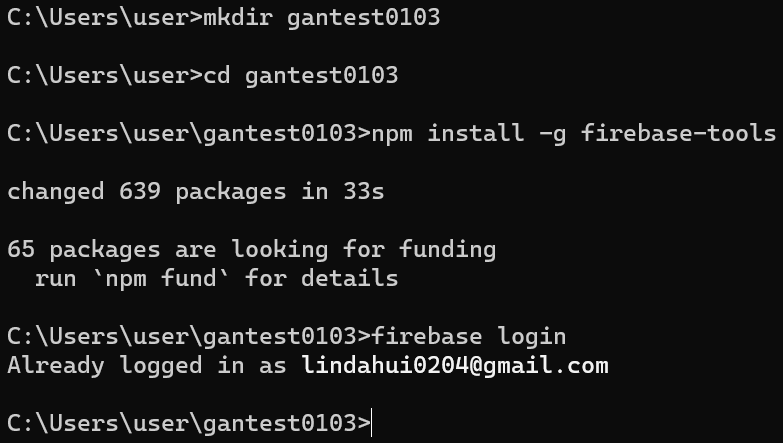 C:\Users\user>mkdir gantest0103
C:\Users\user>cd gantest0103
C:\Users\user\gantest0103>npm install -g firebase-tools
changed 639 packages in 33s
65 packages are looking for funding
  run `npm fund` for details
C:\Users\user\gantest0103>firebase login
Already logged in as lindahui0204@gmail.com
C:\Users\user\gantest0103>